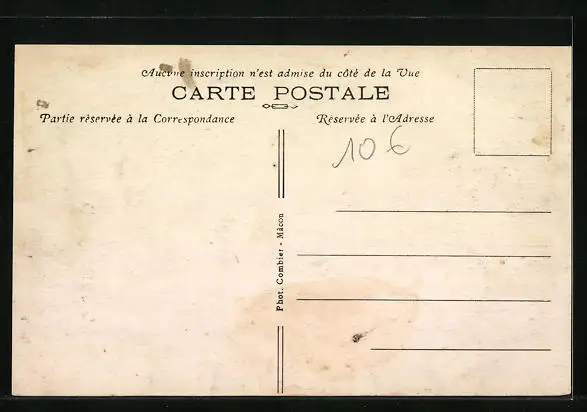 Aucune inscription n'est admise du côté de la Vue
CARTE POSTALE
Partie réservée à la Correspondance
Réservée à l'Adresse
10 €
Phot. Combier - Mâcon